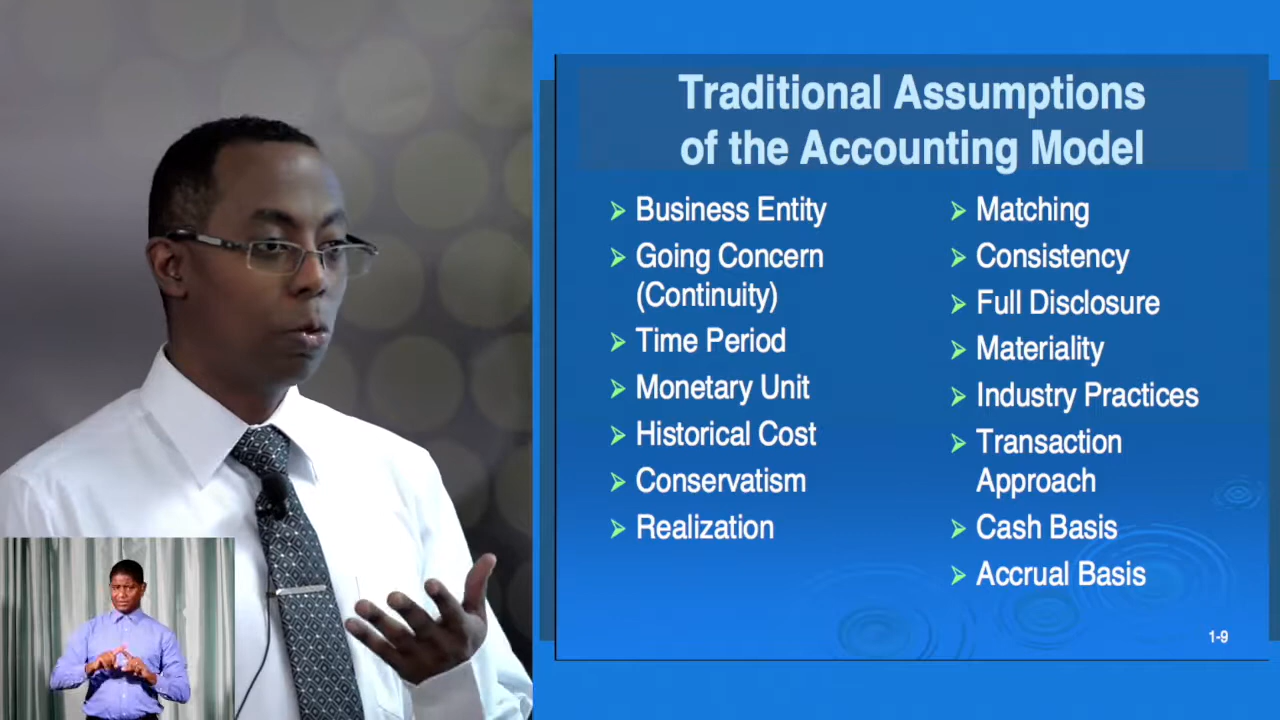 Traditional Assumptions
of the Accounting Model
Business Entity
Going Concern
(Continuity)
Time Period
Monetary Unit
Historical Cost
Conservatism
Realization
Matching
Consistency
Full Disclosure
Materiality
Industry Practices
Transaction
Approach
Cash Basis
Accrual Basis
1-9